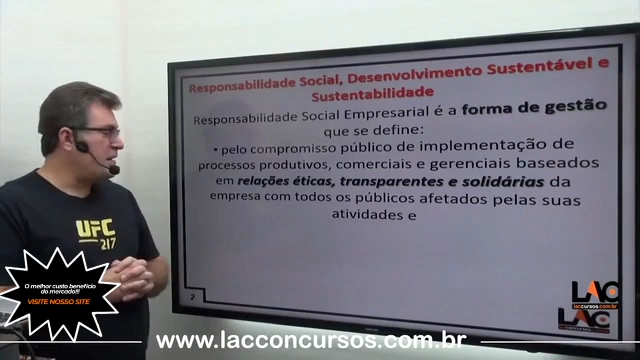 Responsabilidade Social, Desenvolvimento Sustentável e
Sustentabilidade
Responsabilidade Social Empresarial é a forma de gestão
que se define:
• pelo compromisso público de implementação de
processos produtivos, comerciais e gerenciais baseados
em relações éticas, transparentes e solidárias da
empresa com todos os públicos afetados pelas suas
atividades e
2
UFC
217
O melhor custo benefício
do mercado!!!
VISITE NOSSO SITE
LAC
laccursos.com.br
LAC
www.lacconcursos.com.br